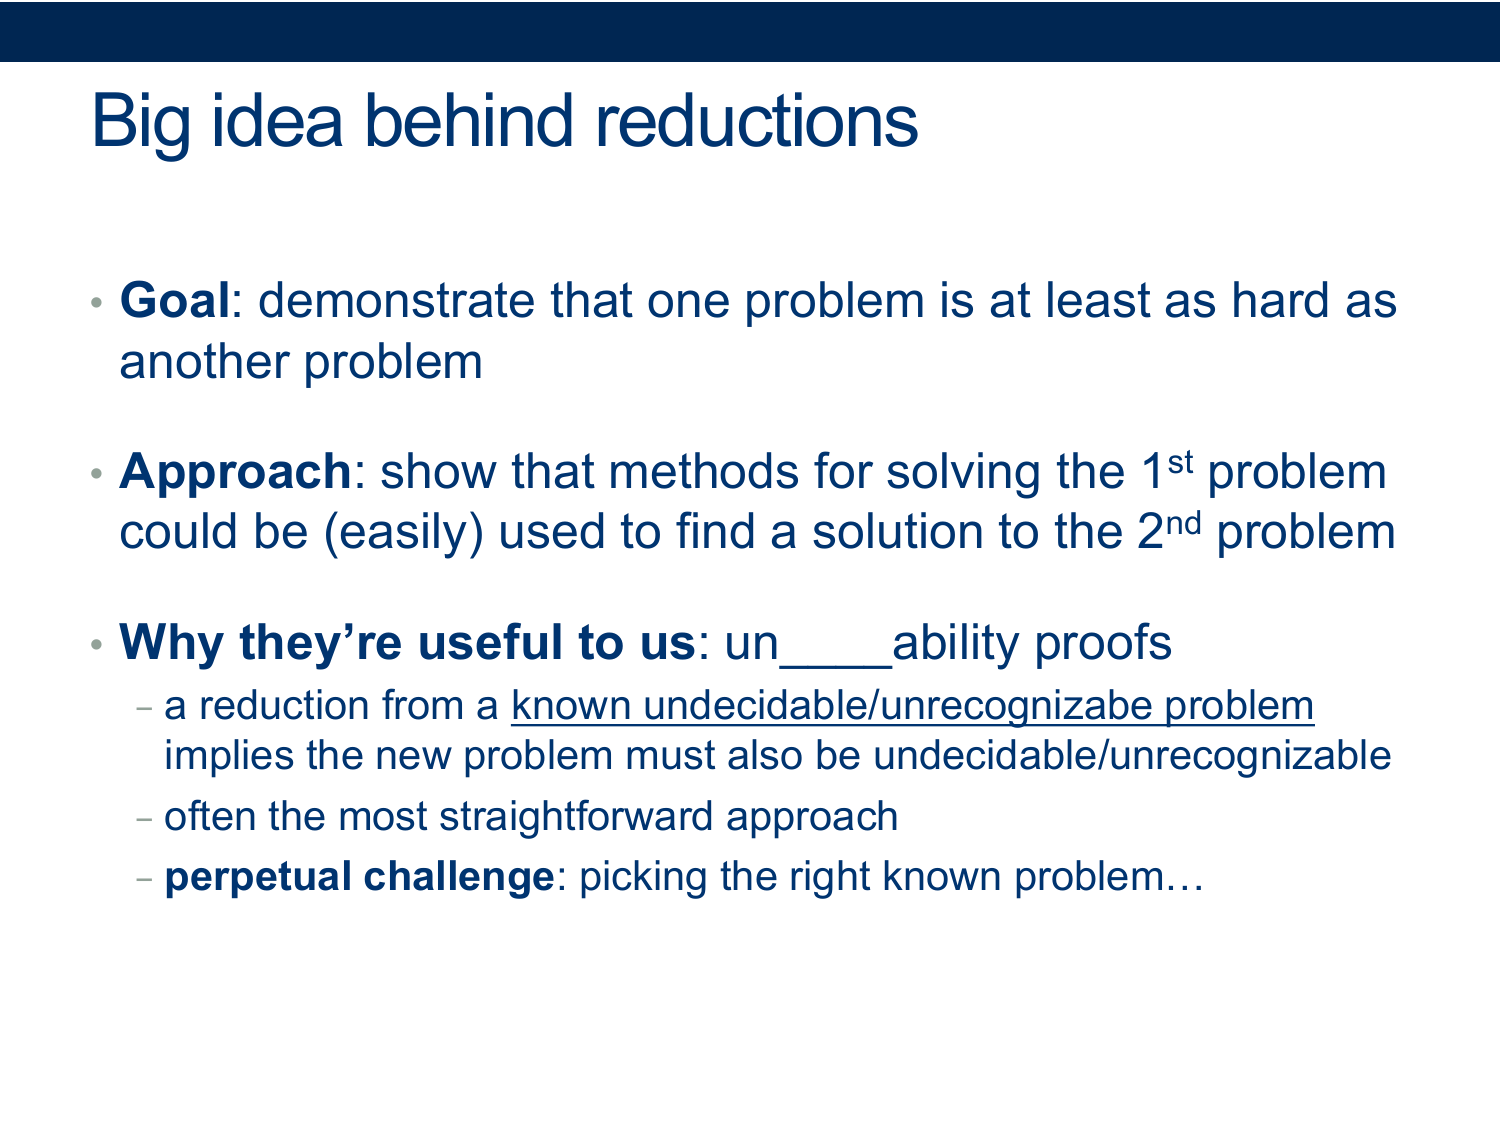 Big idea behind reductions
• Goal: demonstrate that one problem is at least as hard as
another problem
• Approach: show that methods for solving the 1st problem
could be (easily) used to find a solution to the 2nd problem
• Why they’re useful to us: un____ability proofs
– a reduction from a known undecidable/unrecognizabe problem
implies the new problem must also be undecidable/unrecognizable
– often the most straightforward approach
– perpetual challenge: picking the right known problem…